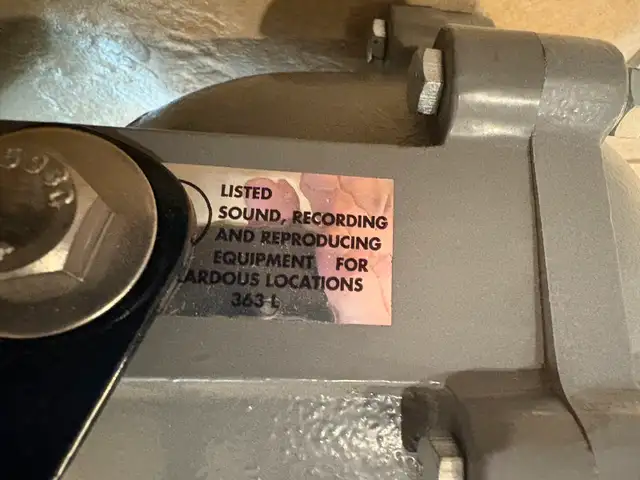 LISTED
SOUND, RECORDING
AND REPRODUCING
EQUIPMENT FOR
ARDOUS LOCATIONS
363 L